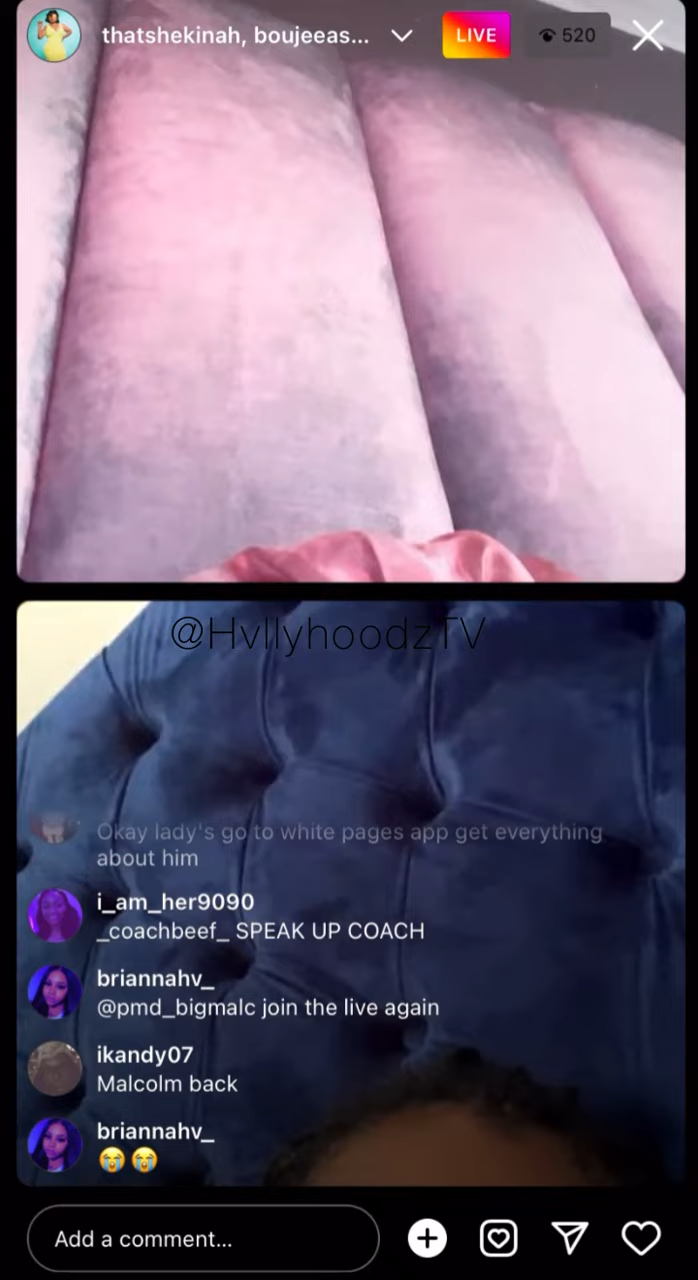 thatshekinah, boujeeas...
LIVE
520
@HvllyhoodzTV
Okay lady's go to white pages app get everything
about him
i_am_her9090
_coachbeef_ SPEAK UP COACH
briannahv_
@pmd_bigmalc join the live again
ikandy07
Malcolm back
briannahv_
😭😭
Add a comment...